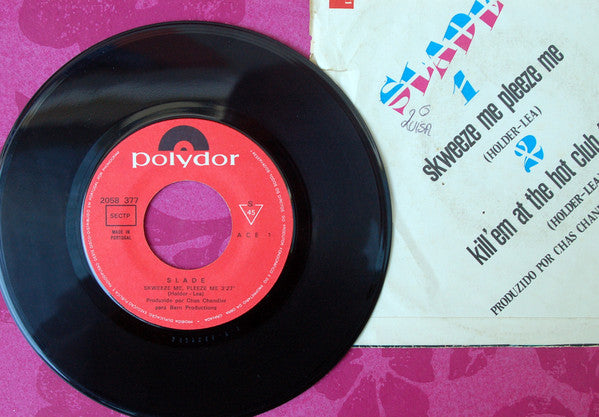 polydor
2058 377
SECTP
MADE IN
PORTUGAL
S
45
ACE 1
SLADE
SKWEEZE ME, PLEEZE ME 3'27"
(Holder - Lea)
Produzido por Chas Chandler
para Barn Productions
SLADE
1
skweeze me pleeze me
(HOLDER-LEA)
2
kill'em at the hot club
(HOLDER-LEA)
PRODUZIDO POR CHAS CHAN